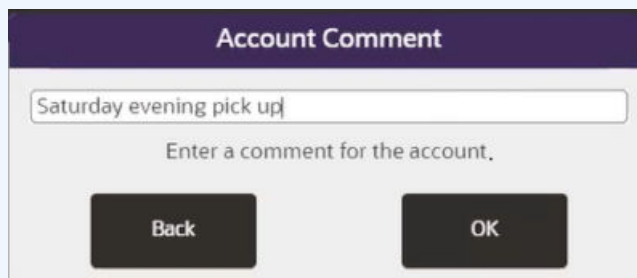 Account Comment
Saturday evening pick up
Enter a comment for the account.
Back OK